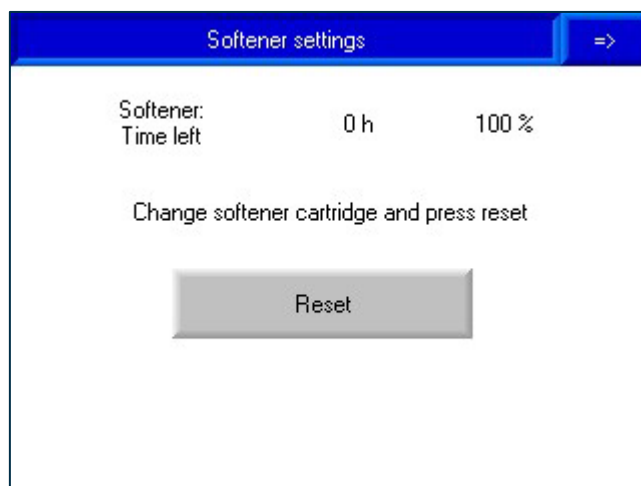 Softener settings =>
Softener:
Time left 0 h 100 %
Change softener cartridge and press reset
Reset